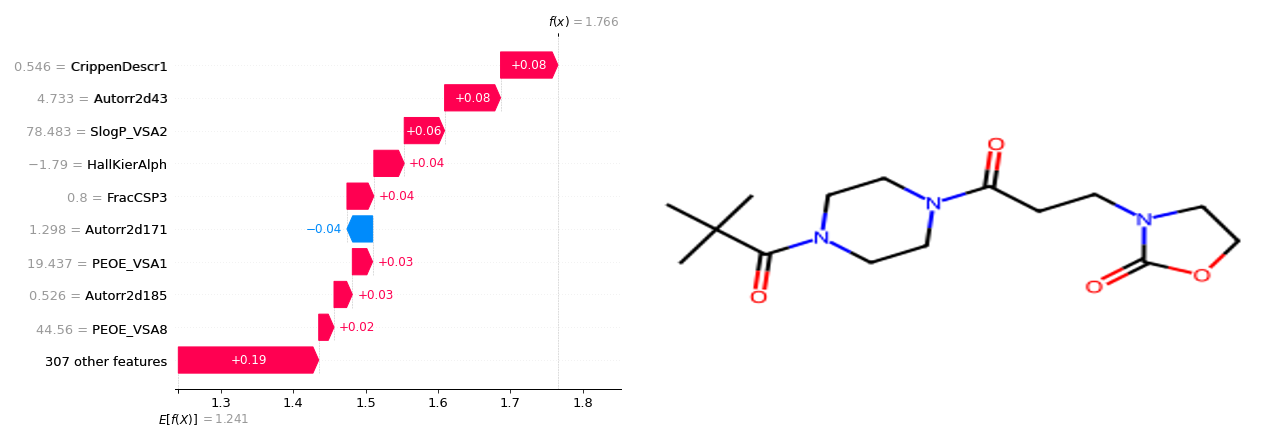 f(x) = 1.766
0.546 = CrippenDescr1 +0.08
4.733 = Autorr2d43 +0.08
78.483 = SlogP_VSA2 +0.06
−1.79 = HallKierAlph +0.04
0.8 = FracCSP3 +0.04
1.298 = Autorr2d171 −0.04
19.437 = PEOE_VSA1 +0.03
0.526 = Autorr2d185 +0.03
44.56 = PEOE_VSA8 +0.02
307 other features +0.19
1.3 1.4 1.5 1.6 1.7 1.8
E[f(X)] = 1.241
O
N
N
N
O
O
O